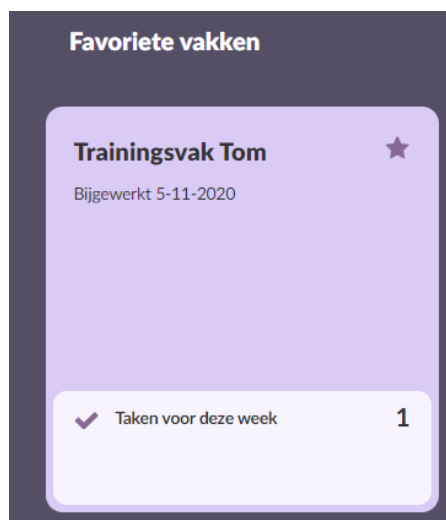 Favoriete vakken
Trainingsvak Tom
Bijgewerkt 5-11-2020
Taken voor deze week 1